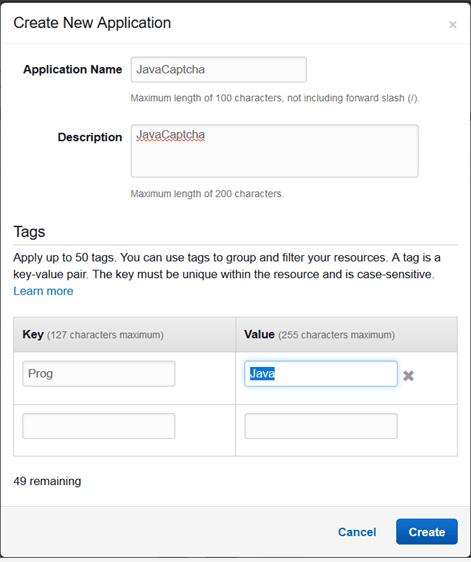 Create New Application ×
Application Name JavaCaptcha
Maximum length of 100 characters, not including forward slash (/).
Description JavaCaptcha
Maximum length of 200 characters.
Tags
Apply up to 50 tags. You can use tags to group and filter your resources. A tag is a
key-value pair. The key must be unique within the resource and is case-sensitive.
Learn more
Key (127 characters maximum) Value (255 characters maximum)
Prog Java
49 remaining
Cancel Create